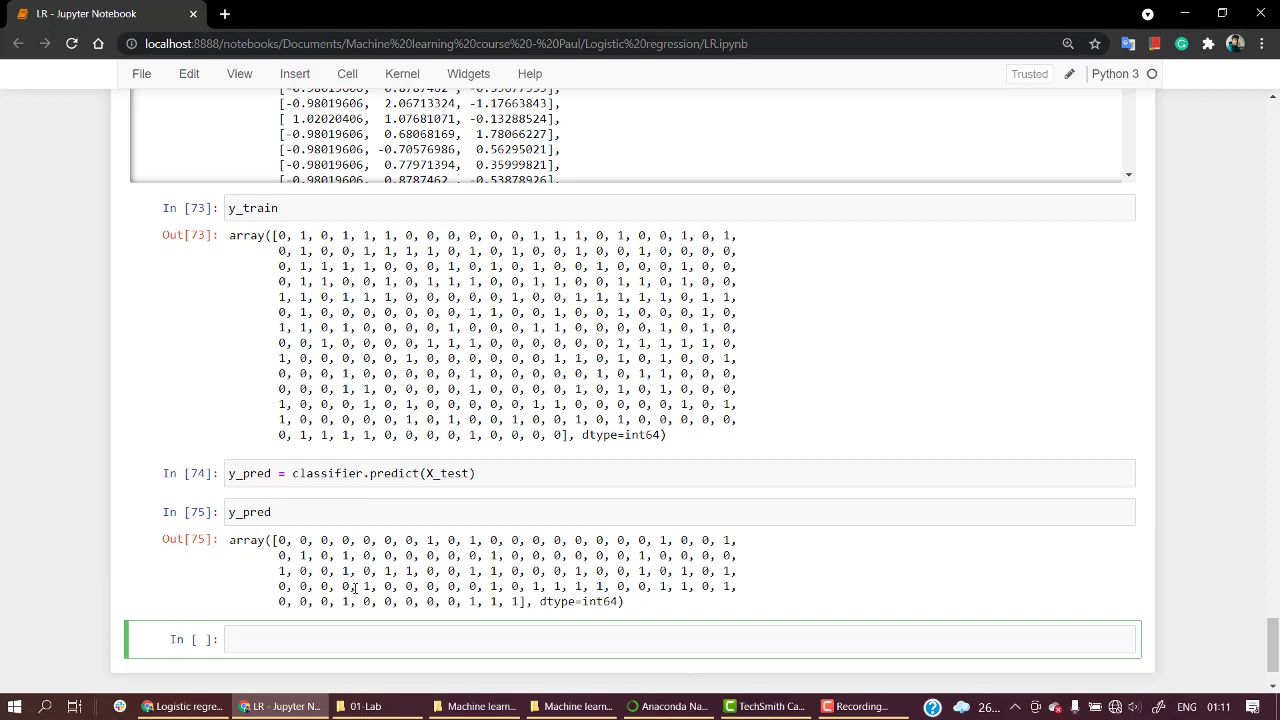 LR - Jupyter Notebook
localhost:8888/notebooks/Documents/Machine%20learning%20course%20-%20Paul/Logistic%20regression/LR.ipynb
File Edit View Insert Cell Kernel Widgets Help Trusted Python 3
[-0.98019606, 2.06713324, -1.17663843],
[ 1.02020406, 1.07681071, -0.13288524],
[-0.98019606, 0.68068169, 1.78066227],
[-0.98019606, -0.70576986, 0.56295021],
[-0.98019606, 0.77971394, 0.35999821],
[-0.98019606, 0.8787462 , -0.53878926],
In [73]: y_train
Out[73]: array([0, 1, 0, 1, 1, 1, 0, 0, 0, 0, 0, 0, 1, 1, 1, 0, 1, 0, 0, 1, 0, 1,
0, 1, 0, 0, 1, 1, 1, 1, 0, 1, 0, 1, 0, 0, 1, 0, 0, 1, 0, 0, 0, 0,
0, 1, 1, 1, 1, 0, 0, 0, 1, 0, 1, 0, 1, 0, 0, 1, 0, 0, 0, 1, 0, 0,
0, 1, 1, 0, 0, 1, 0, 1, 1, 1, 0, 0, 1, 1, 0, 0, 1, 1, 0, 1, 0, 0,
1, 1, 0, 1, 1, 1, 0, 0, 0, 0, 0, 1, 0, 0, 1, 1, 1, 1, 1, 0, 1, 1,
0, 1, 0, 0, 0, 0, 0, 0, 0, 1, 1, 0, 1, 0, 0, 1, 0, 0, 0, 0, 1, 0,
1, 1, 0, 1, 0, 0, 0, 0, 1, 0, 0, 0, 1, 1, 0, 0, 0, 0, 1, 0, 1, 0,
0, 0, 1, 0, 0, 0, 0, 1, 1, 1, 0, 0, 0, 0, 0, 0, 1, 1, 1, 1, 1, 0,
1, 0, 0, 0, 0, 0, 1, 0, 0, 0, 0, 0, 0, 1, 1, 0, 1, 0, 1, 0, 0, 1,
0, 0, 0, 1, 0, 0, 0, 0, 0, 0, 0, 0, 0, 0, 0, 1, 0, 1, 1, 0, 0, 0,
0, 0, 0, 1, 1, 0, 0, 0, 1, 0, 0, 0, 0, 0, 1, 0, 1, 0, 1, 0, 0, 0,
1, 0, 0, 0, 1, 0, 1, 0, 0, 0, 0, 0, 1, 1, 0, 0, 0, 0, 0, 1, 0, 1,
1, 0, 0, 0, 0, 0, 1, 0, 1, 0, 0, 1, 0, 0, 1, 0, 1, 0, 0, 0, 0, 0,
0, 1, 1, 1, 1, 0, 0, 0, 0, 1, 0, 0, 0, 0], dtype=int64)
In [74]: y_pred = classifier.predict(X_test)
In [75]: y_pred
Out[75]: array([0, 0, 0, 0, 0, 0, 0, 1, 0, 1, 0, 0, 0, 0, 0, 0, 0, 0, 1, 0, 0, 1,
0, 1, 0, 1, 0, 0, 0, 0, 0, 0, 1, 0, 0, 0, 0, 0, 0, 1, 0, 0, 0, 0,
1, 0, 0, 1, 0, 1, 1, 0, 0, 1, 1, 0, 0, 0, 1, 0, 0, 1, 0, 1, 0, 1,
0, 0, 0, 0, 1, 0, 0, 0, 0, 0, 1, 0, 1, 1, 1, 1, 0, 0, 1, 1, 0, 1,
0, 0, 0, 1, 0, 0, 0, 0, 0, 1, 1, 1], dtype=int64)
In [ ]:
Logistic regre... LR - Jupyter N... 01-Lab Machine learn... Machine learn... Anaconda Na... TechSmith Ca... Recording... 26... ENG 01:11